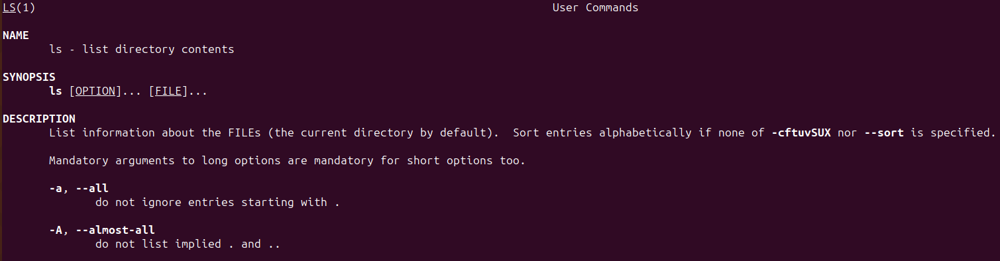 LS(1) User Commands
NAME
ls - list directory contents
SYNOPSIS
ls [OPTION]... [FILE]...
DESCRIPTION
List information about the FILEs (the current directory by default).  Sort entries alphabetically if none of -cftuvSUX nor --sort is specified.
Mandatory arguments to long options are mandatory for short options too.
-a, --all
do not ignore entries starting with .
-A, --almost-all
do not list implied . and ..